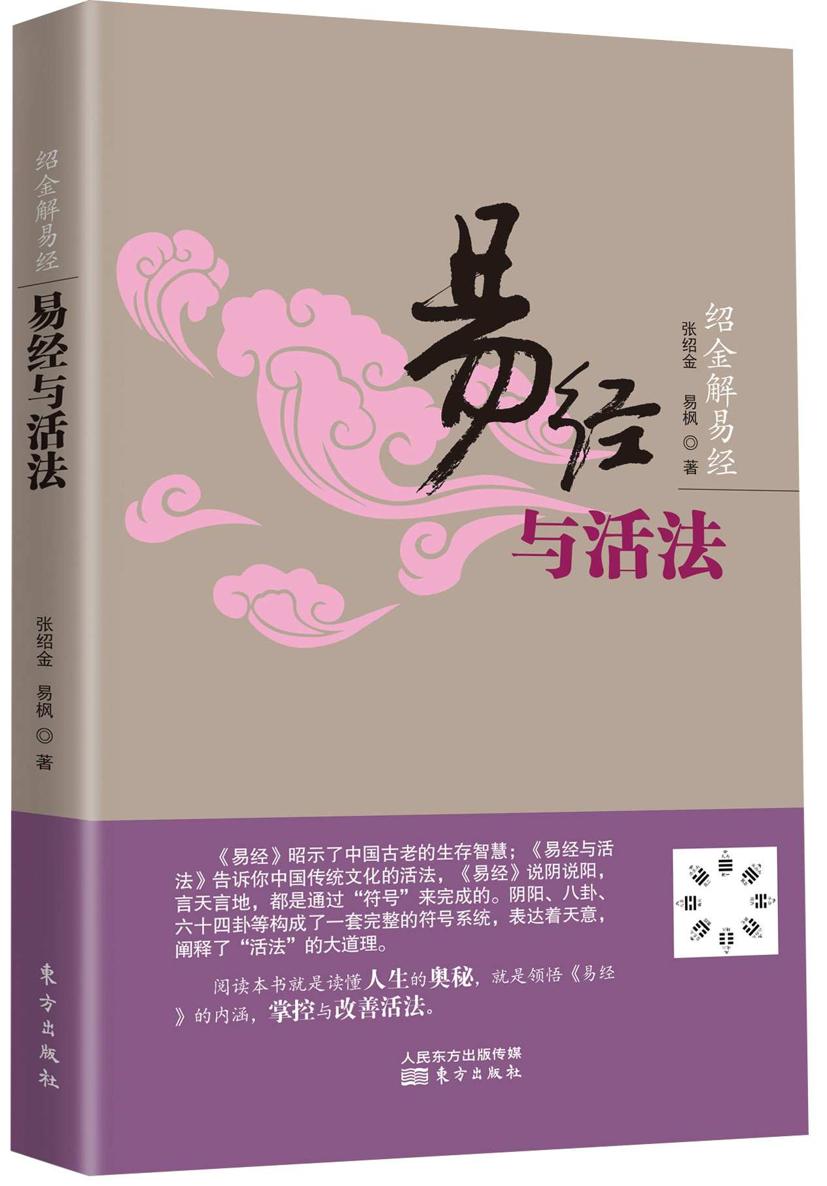 绍金解易经
易经与活法
张绍金 易枫 ◎ 著
東方出版社
易经
与活法
绍金解易经
张绍金 易枫 ◎ 著
《易经》昭示了中国古老的生存智慧；《易经与活
法》告诉你中国传统文化的活法，《易经》说阴说阳，
言天言地，都是通过“符号”来完成的。阴阳、八卦、
六十四卦等构成了一套完整的符号系统，表达着天意，
阐释了“活法”的大道理。
阅读本书就是读懂人生的奥秘，就是领悟《易经
》的内涵，掌控与改善活法。
人民东方出版传媒
東方出版社